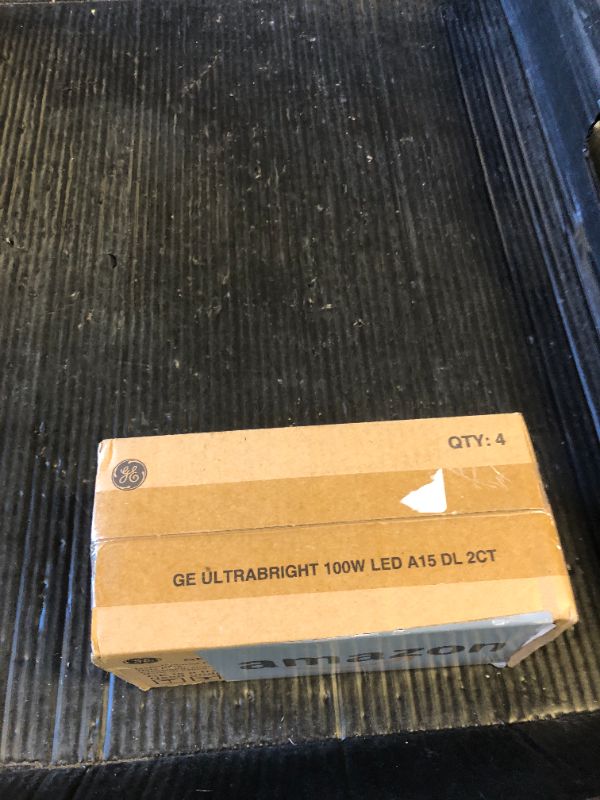 QTY: 4
GE
GE ULTRABRIGHT 100W LED A15 DL 2CT
amazon